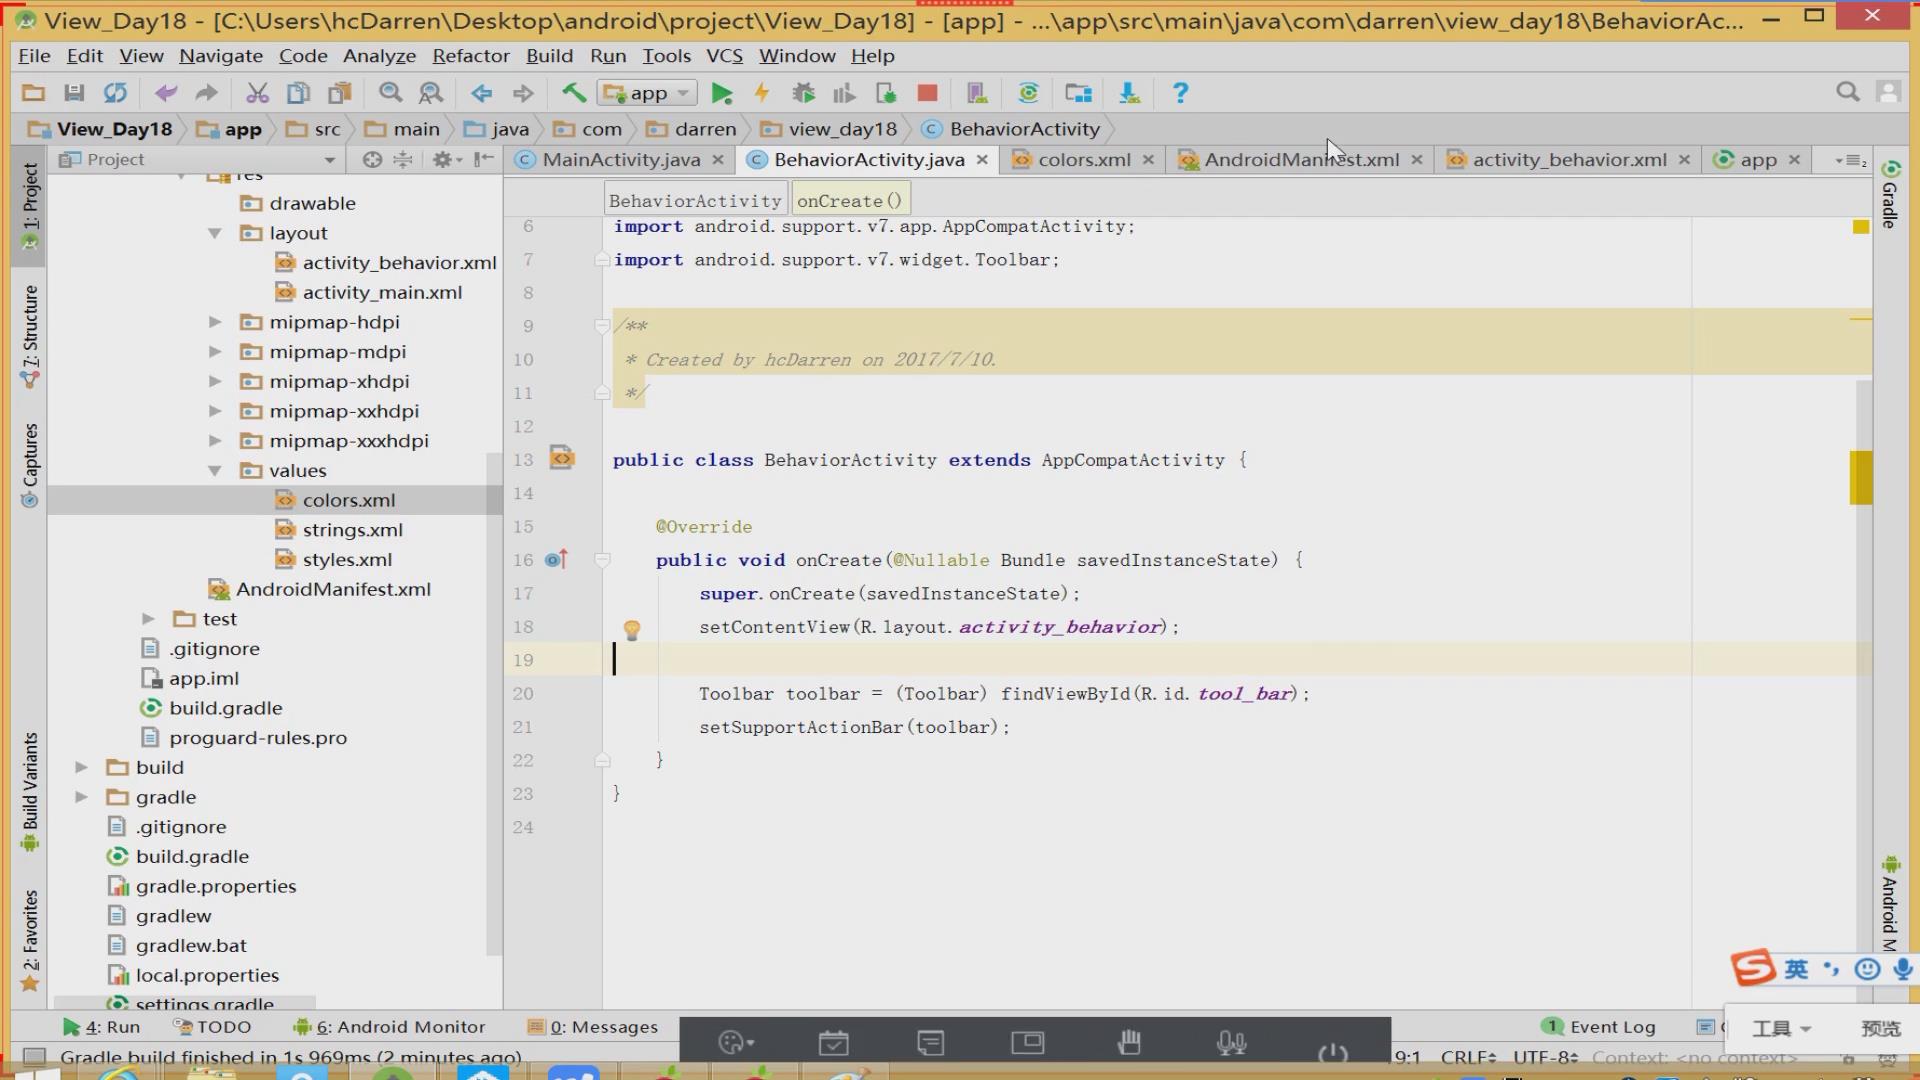 View_Day18 - [C:\Users\hcDarren\Desktop\android\project\View_Day18] - [app] - ...\app\src\main\java\com\darren\view_day18\BehaviorAc...
File Edit View Navigate Code Analyze Refactor Build Run Tools VCS Window Help
app
View_Day18 app src main java com darren view_day18 BehaviorActivity
Project
MainActivity.java BehaviorActivity.java colors.xml AndroidManifest.xml activity_behavior.xml app
1: Project
7: Structure
Captures
Build Variants
2: Favorites
res
drawable
layout
activity_behavior.xml
activity_main.xml
mipmap-hdpi
mipmap-mdpi
mipmap-xhdpi
mipmap-xxhdpi
mipmap-xxxhdpi
values
colors.xml
strings.xml
styles.xml
AndroidManifest.xml
test
.gitignore
app.iml
build.gradle
proguard-rules.pro
build
gradle
.gitignore
build.gradle
gradle.properties
gradlew
gradlew.bat
local.properties
settings.gradle
BehaviorActivity onCreate()
6 import android.support.v7.app.AppCompatActivity;
7 import android.support.v7.widget.Toolbar;
8
9 /**
10 * Created by hcDarren on 2017/7/10.
11 */
12
13 public class BehaviorActivity extends AppCompatActivity {
14
15 @Override
16 public void onCreate(@Nullable Bundle savedInstanceState) {
17 super.onCreate(savedInstanceState);
18 setContentView(R.layout.activity_behavior);
19
20 Toolbar toolbar = (Toolbar) findViewById(R.id.tool_bar);
21 setSupportActionBar(toolbar);
22 }
23 }
24
Gradle
Android M
英
工具 预览
4: Run TODO 6: Android Monitor 0: Messages 1 Event Log
Gradle build finished in 1s 969ms (2 minutes ago) 9:1 CRLF UTF-8 Context: <no context>